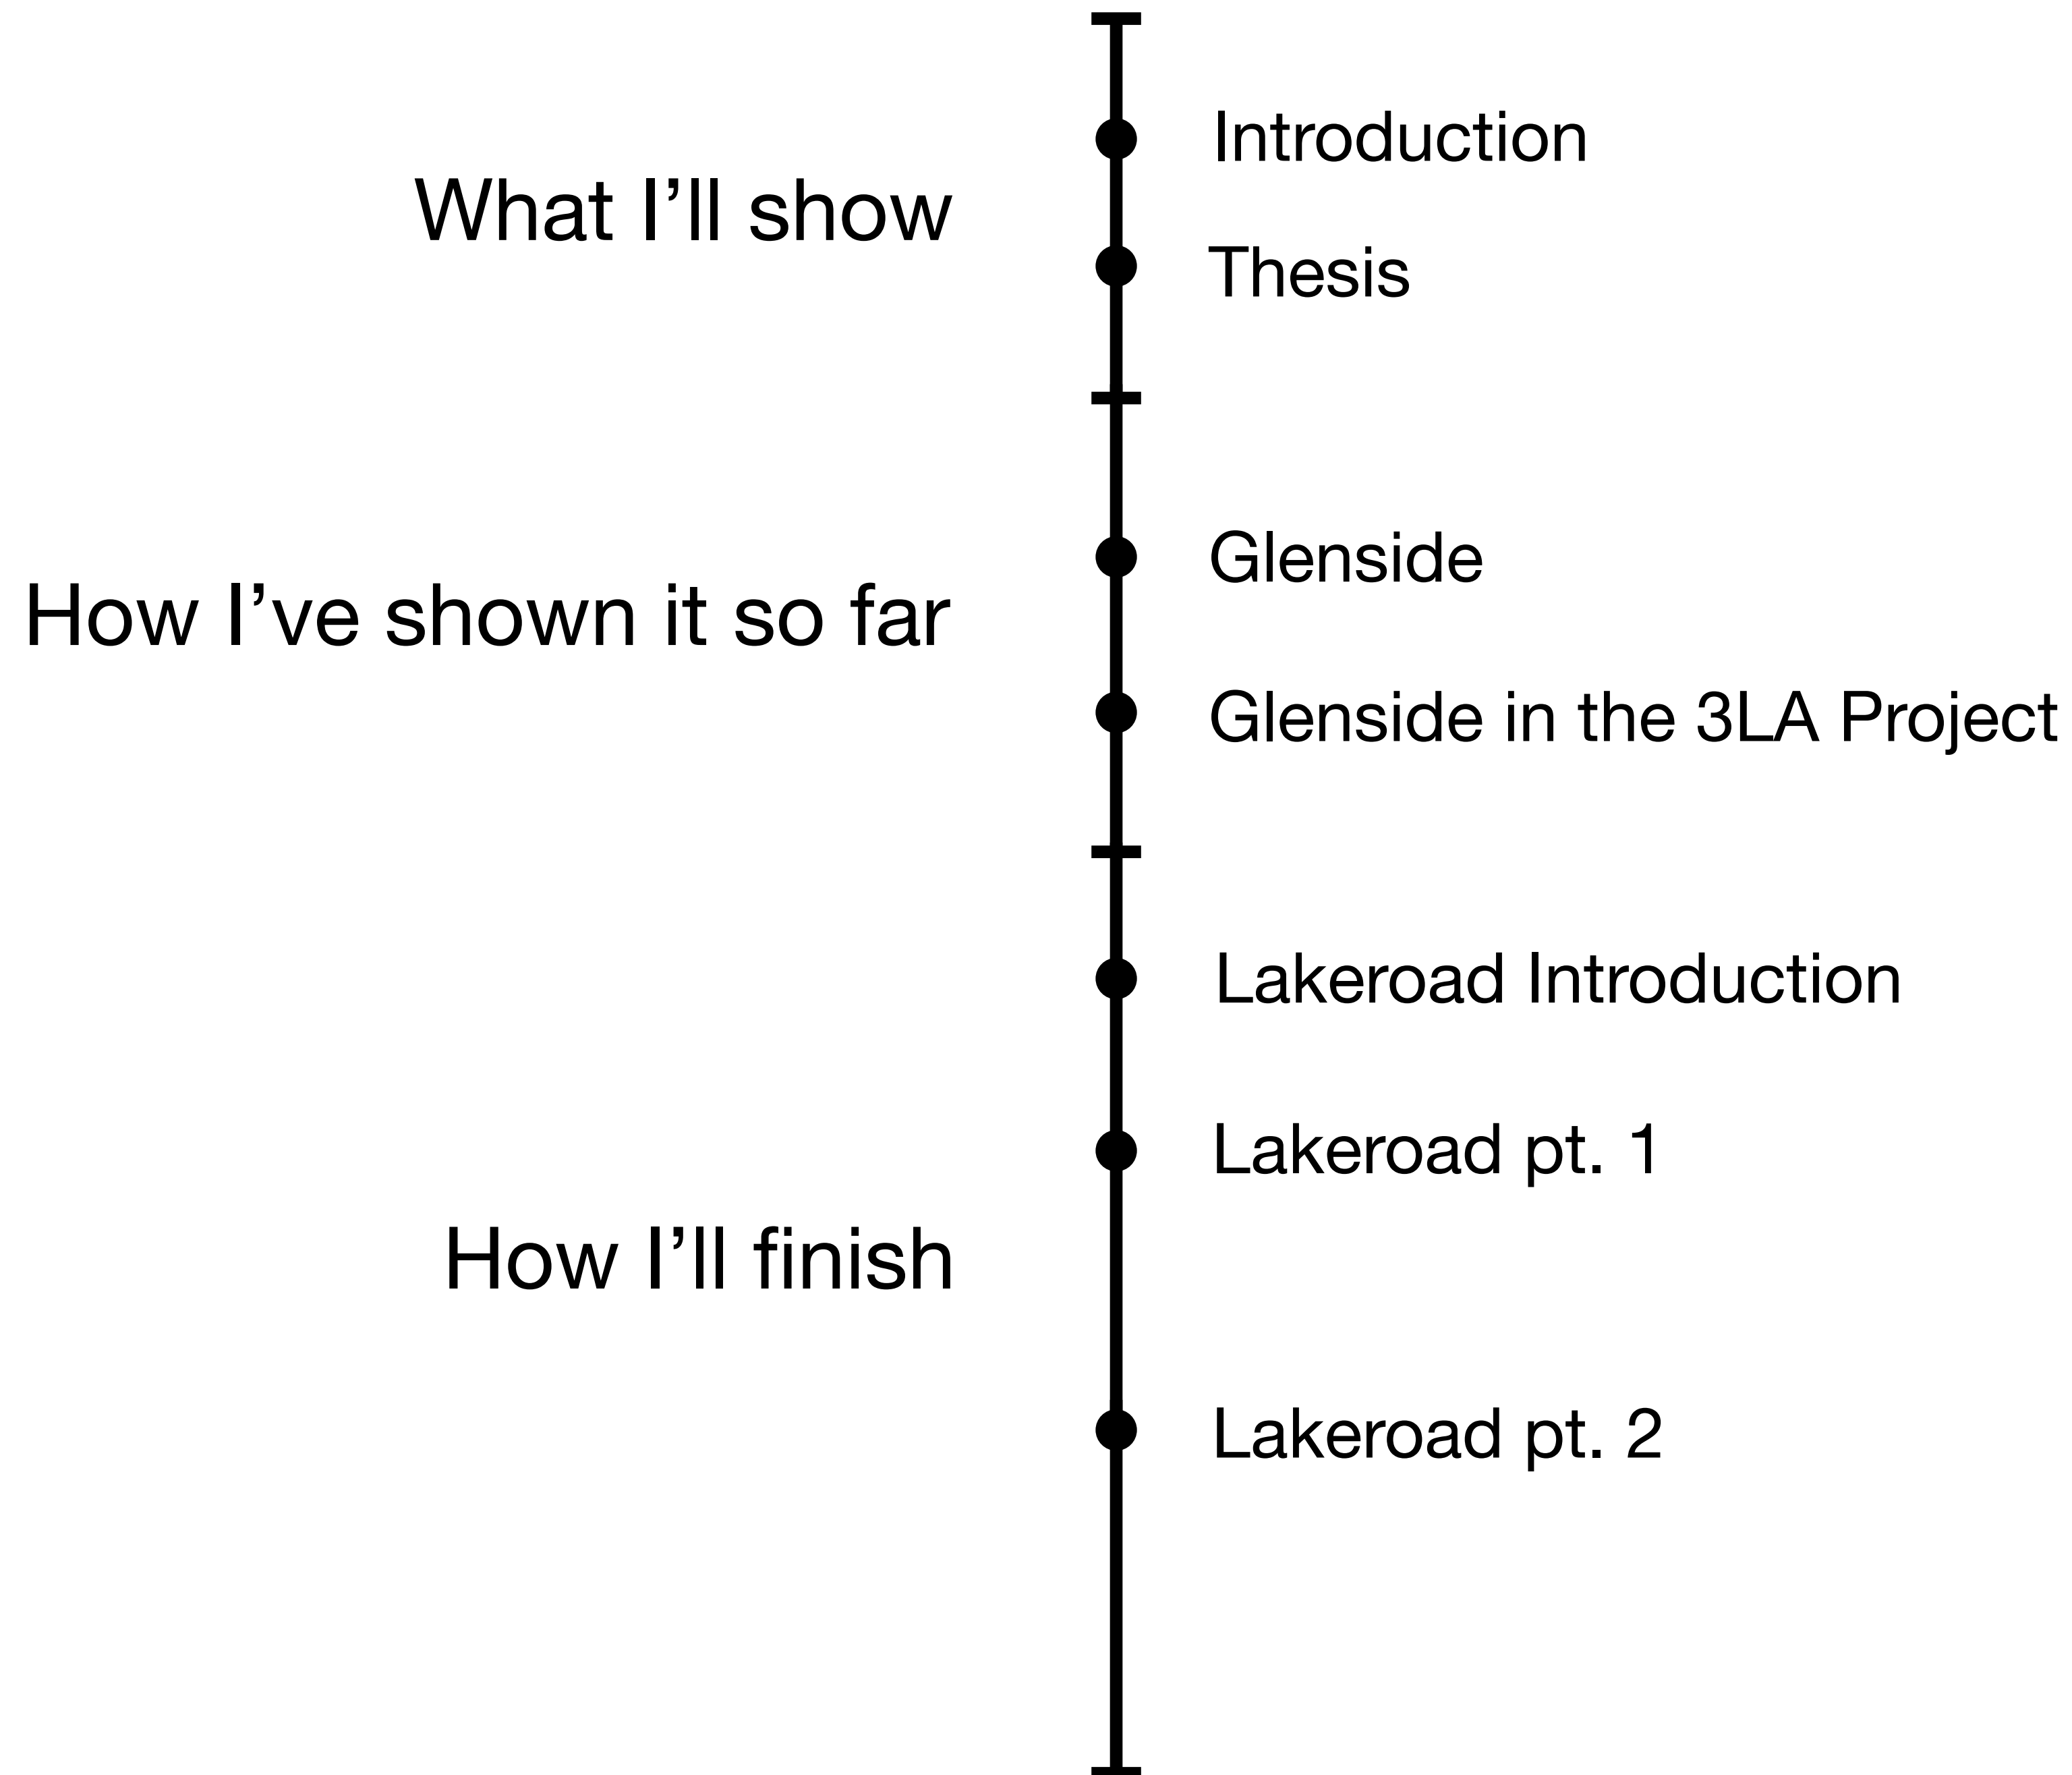 Introduction
What I’ll show
Thesis
Glenside
How I’ve shown it so far
Glenside in the 3LA Project
Lakeroad Introduction
Lakeroad pt. 1
How I’ll finish
Lakeroad pt. 2